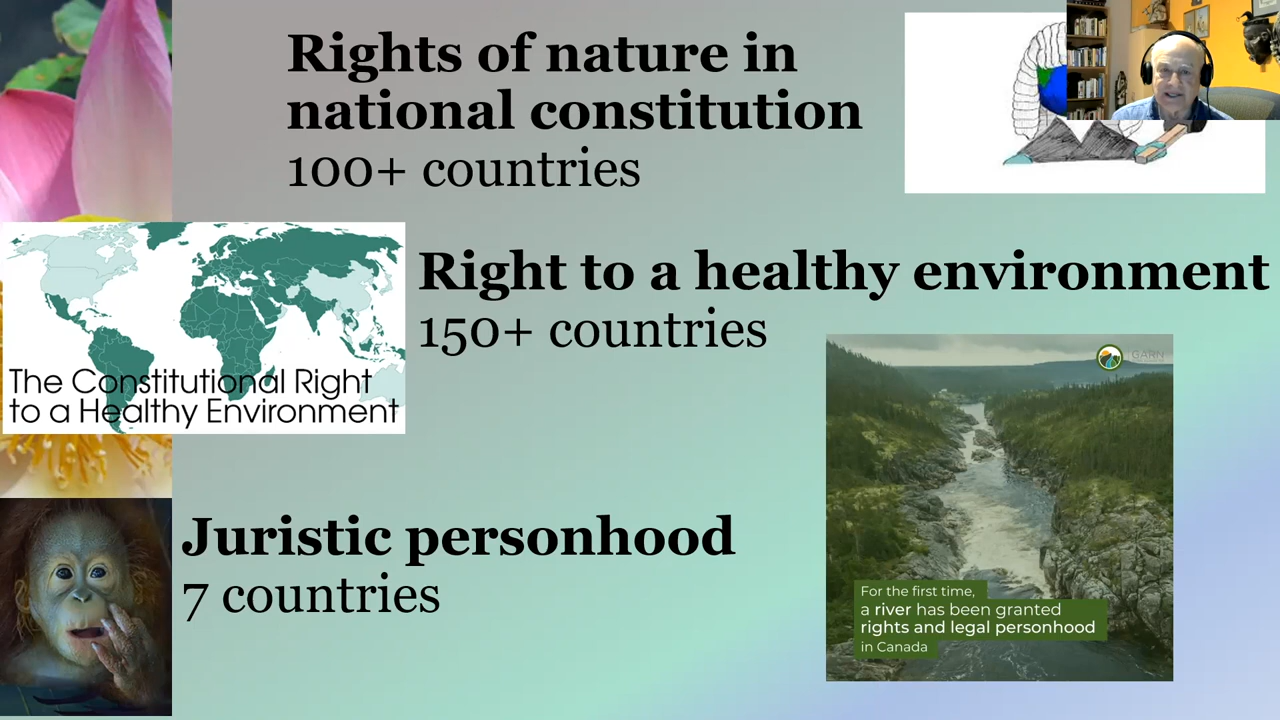 Rights of nature in
national constitution
100+ countries
Right to a healthy environment
150+ countries
The Constitutional Right
to a Healthy Environment
GARN
Juristic personhood
7 countries
For the first time,
a river has been granted
rights and legal personhood
in Canada